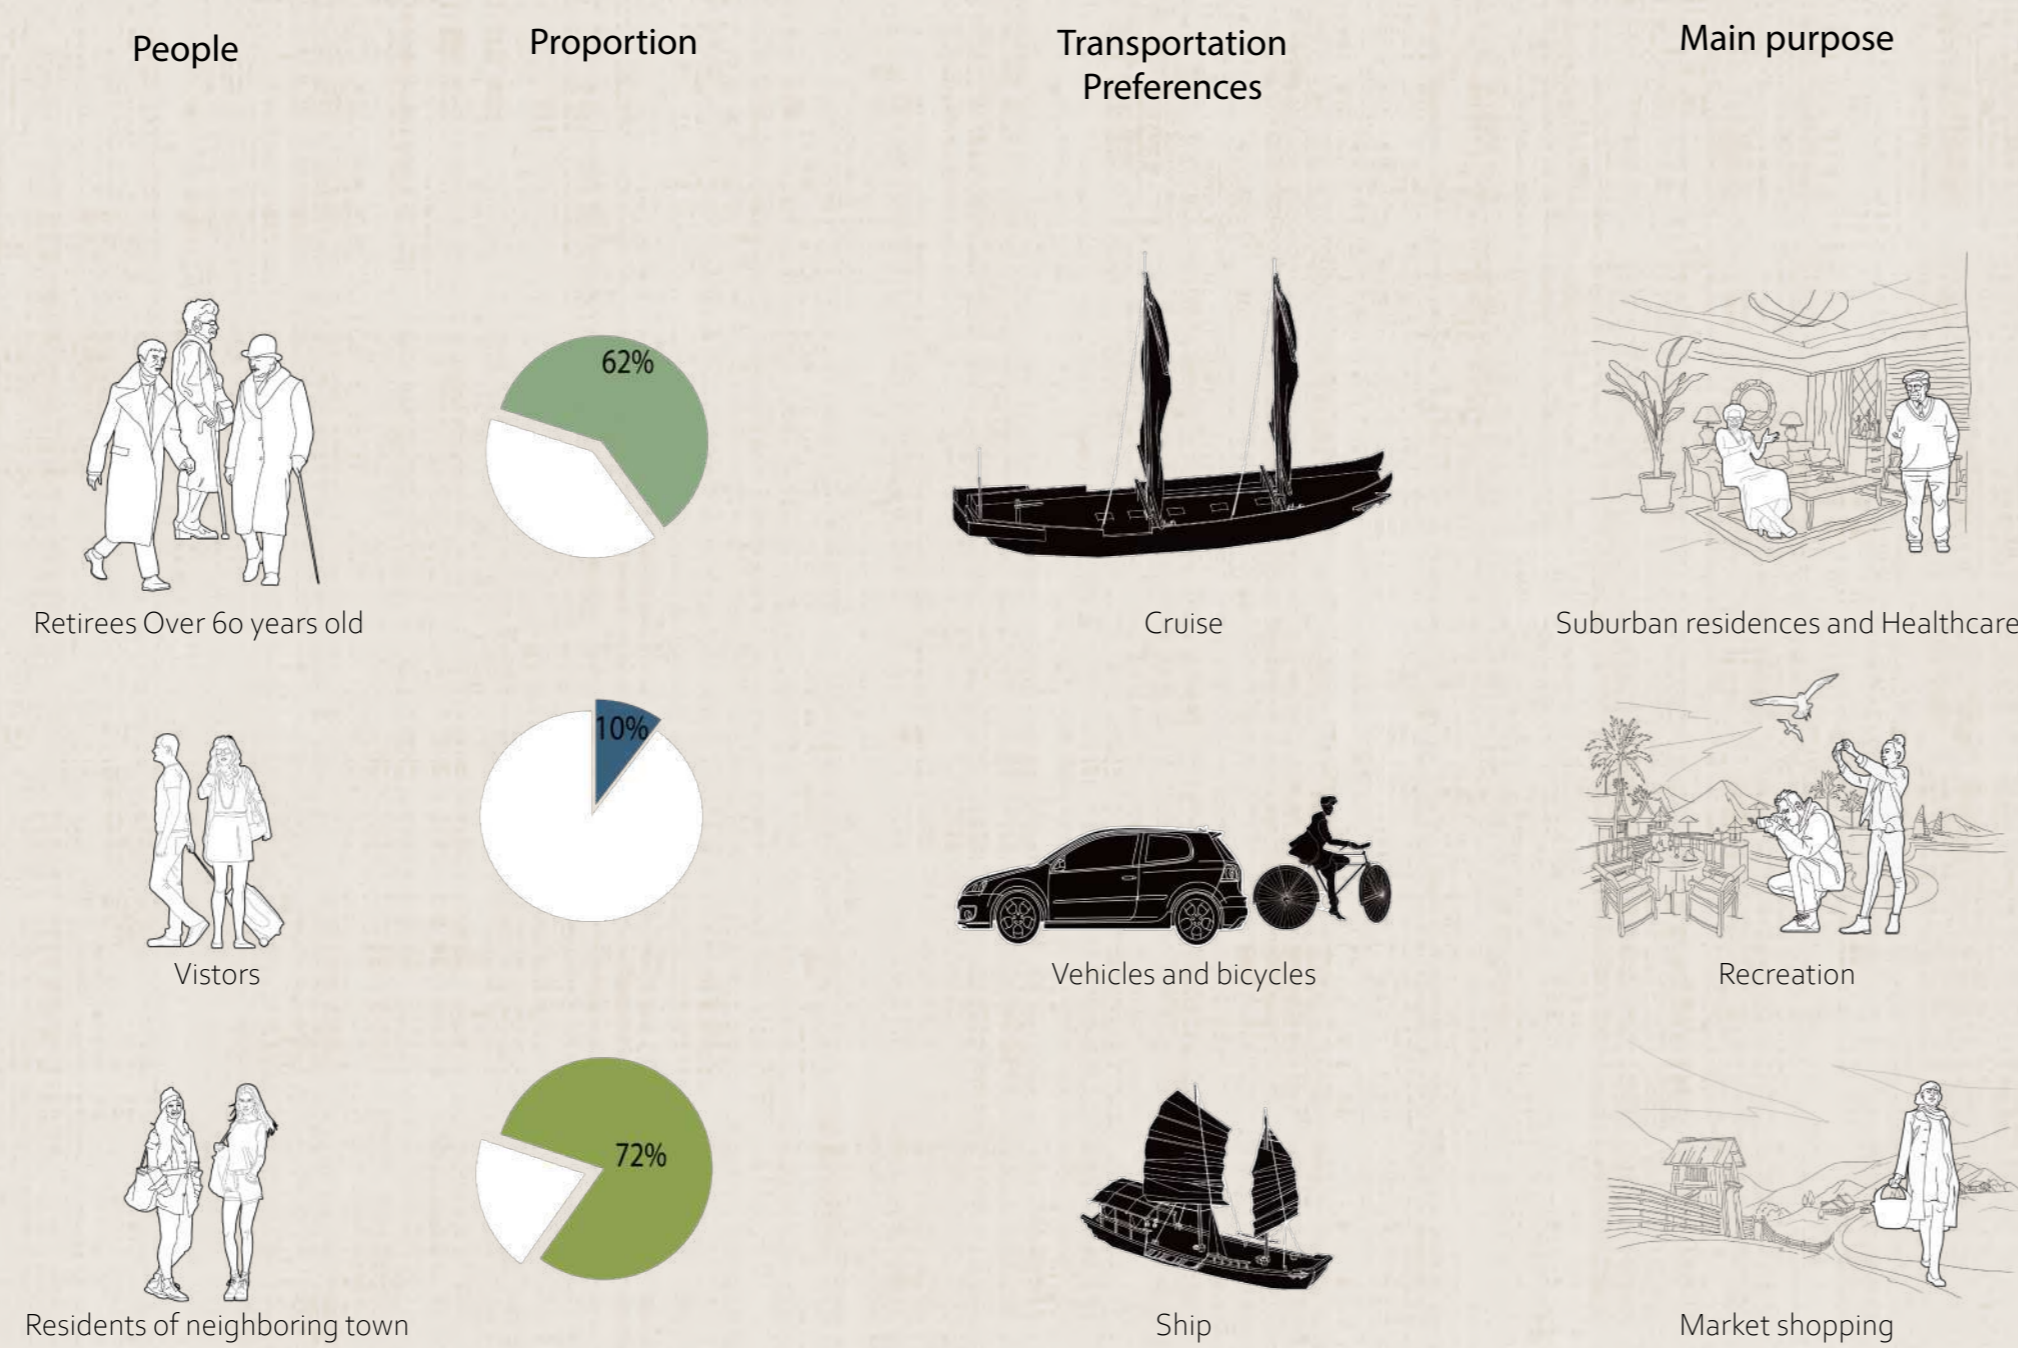 People
Proportion
Transportation
Preferences
Main purpose
62%
Retirees Over 60 years old
Cruise
Suburban residences and Healthcare
10%
Vistors
Vehicles and bicycles
Recreation
72%
Residents of neighboring town
Ship
Market shopping